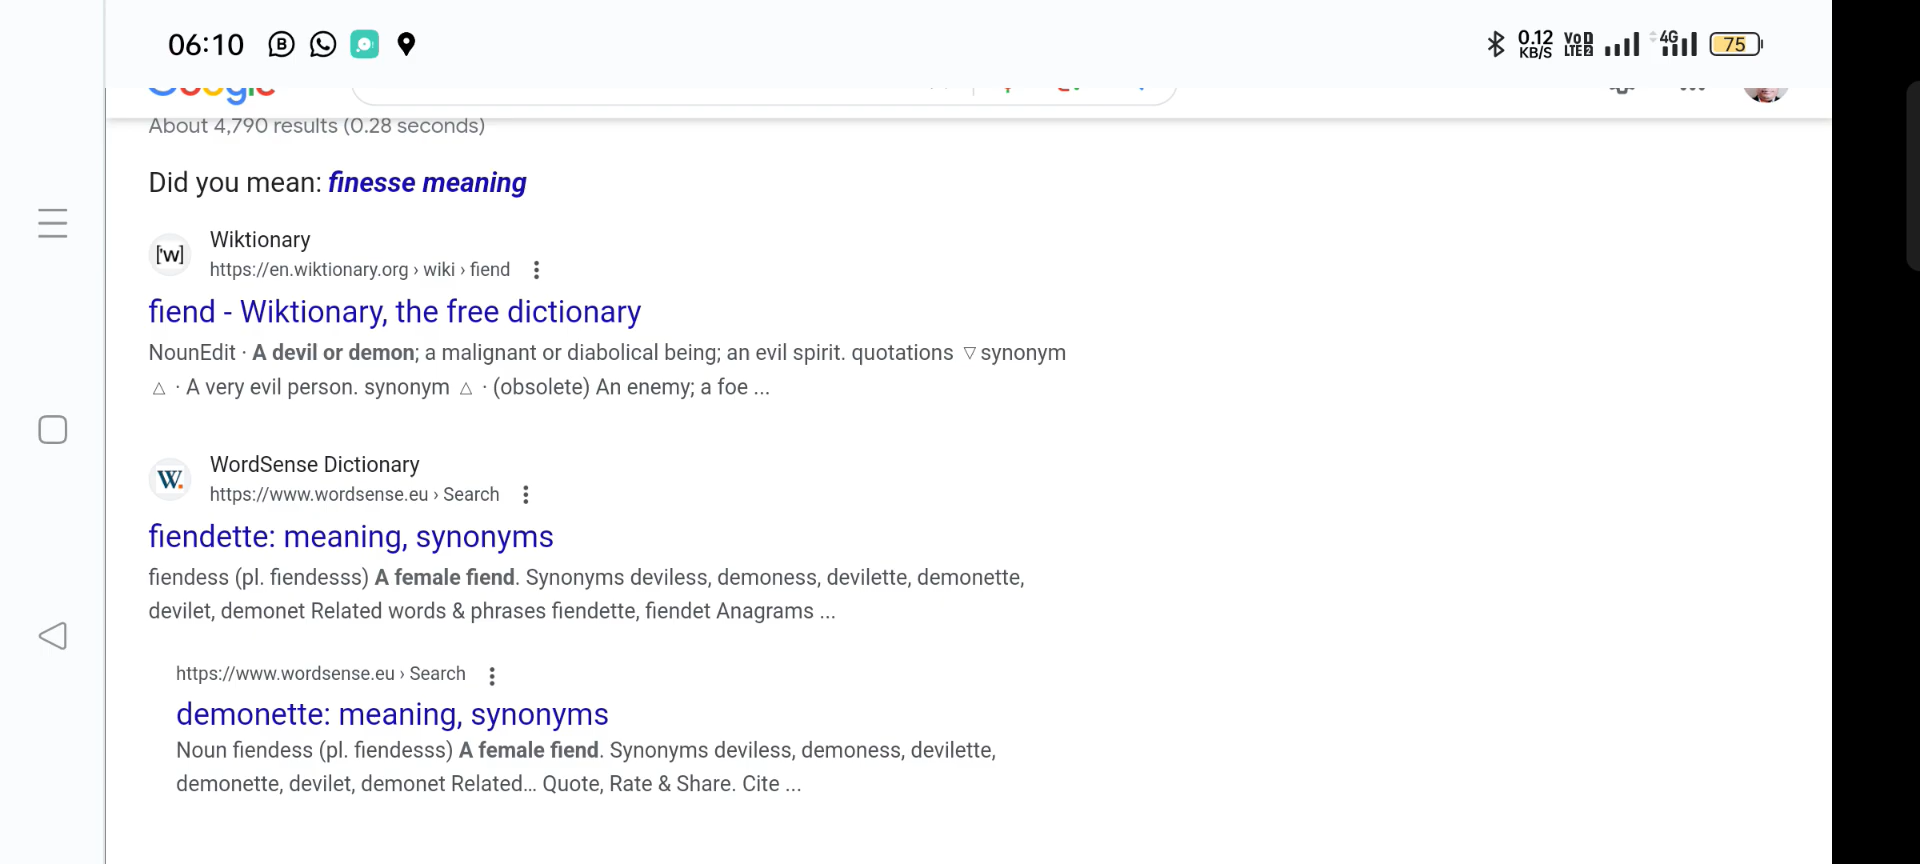 06:10 B 0.12 KB/S VoD LTE2 4G 75
Google
About 4,790 results (0.28 seconds)
Did you mean: finesse meaning
['w] Wiktionary
https://en.wiktionary.org › wiki › fiend
fiend - Wiktionary, the free dictionary
NounEdit · A devil or demon; a malignant or diabolical being; an evil spirit. quotations ▽ synonym
△ · A very evil person. synonym △ · (obsolete) An enemy; a foe ...
W. WordSense Dictionary
https://www.wordsense.eu › Search
fiendette: meaning, synonyms
fiendess (pl. fiendesss) A female fiend. Synonyms deviless, demoness, devilette, demonette,
devilet, demonet Related words & phrases fiendette, fiendet Anagrams ...
https://www.wordsense.eu › Search
demonette: meaning, synonyms
Noun fiendess (pl. fiendesss) A female fiend. Synonyms deviless, demoness, devilette,
demonette, devilet, demonet Related... Quote, Rate & Share. Cite ...